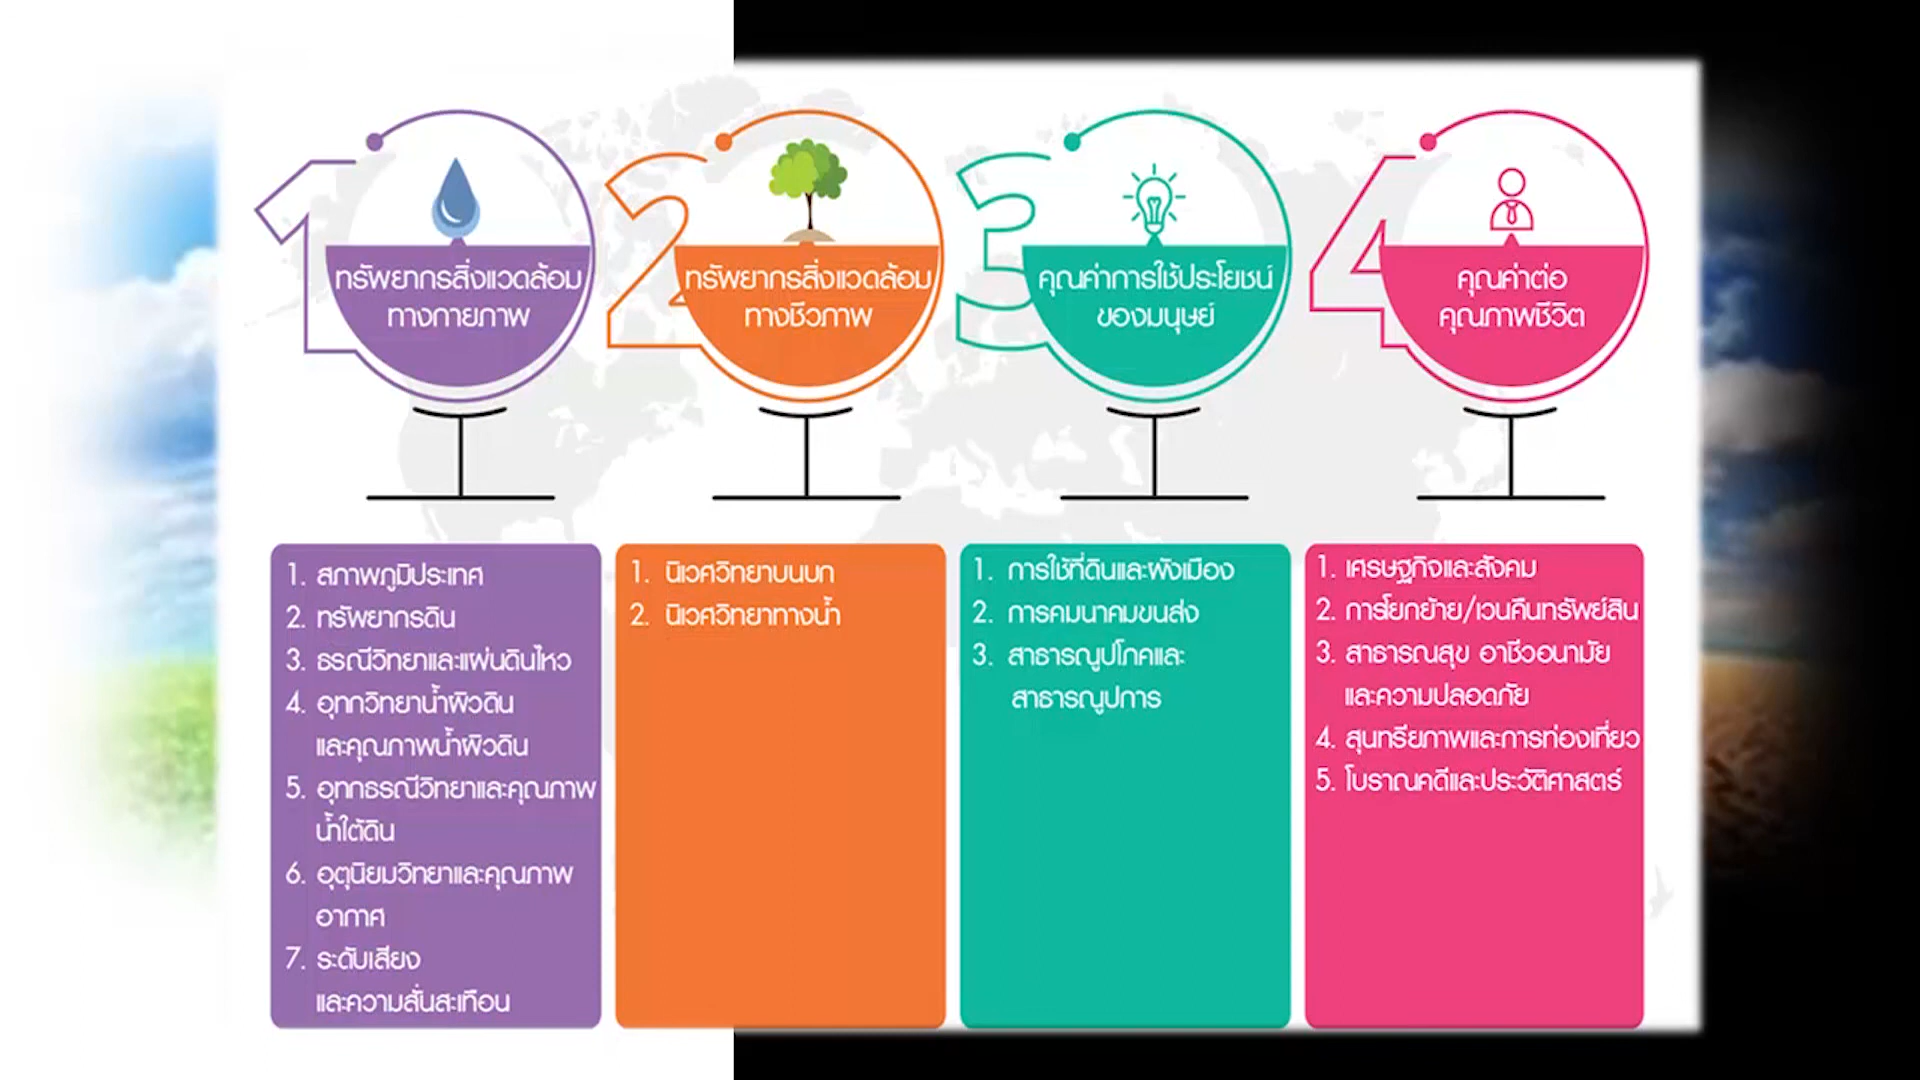 1
ทรัพยากรสิ่งแวดล้อม
ทางกายภาพ
2
ทรัพยากรสิ่งแวดล้อม
ทางชีวภาพ
3
คุณค่าการใช้ประโยชน์
ของมนุษย์
4
คุณค่าต่อ
คุณภาพชีวิต
1. สภาพภูมิประเทศ
2. ทรัพยากรดิน
3. ธรณีวิทยาและแผ่นดินไหว
4. อุทกวิทยาน้ำผิวดิน
และคุณภาพน้ำผิวดิน
5. อุทกธรณีวิทยาและคุณภาพ
น้ำใต้ดิน
6. อุตุนิยมวิทยาและคุณภาพ
อากาศ
7. ระดับเสียง
และความสั่นสะเทือน
1. นิเวศวิทยาบนบก
2. นิเวศวิทยาทางน้ำ
1. การใช้ที่ดินและผังเมือง
2. การคมนาคมขนส่ง
3. สาธารณูปโภคและ
สาธารณูปการ
1. เศรษฐกิจและสังคม
2. การโยกย้าย/เวนคืนทรัพย์สิน
3. สาธารณสุข อาชีวอนามัย
และความปลอดภัย
4. สุนทรียภาพและการท่องเที่ยว
5. โบราณคดีและประวัติศาสตร์